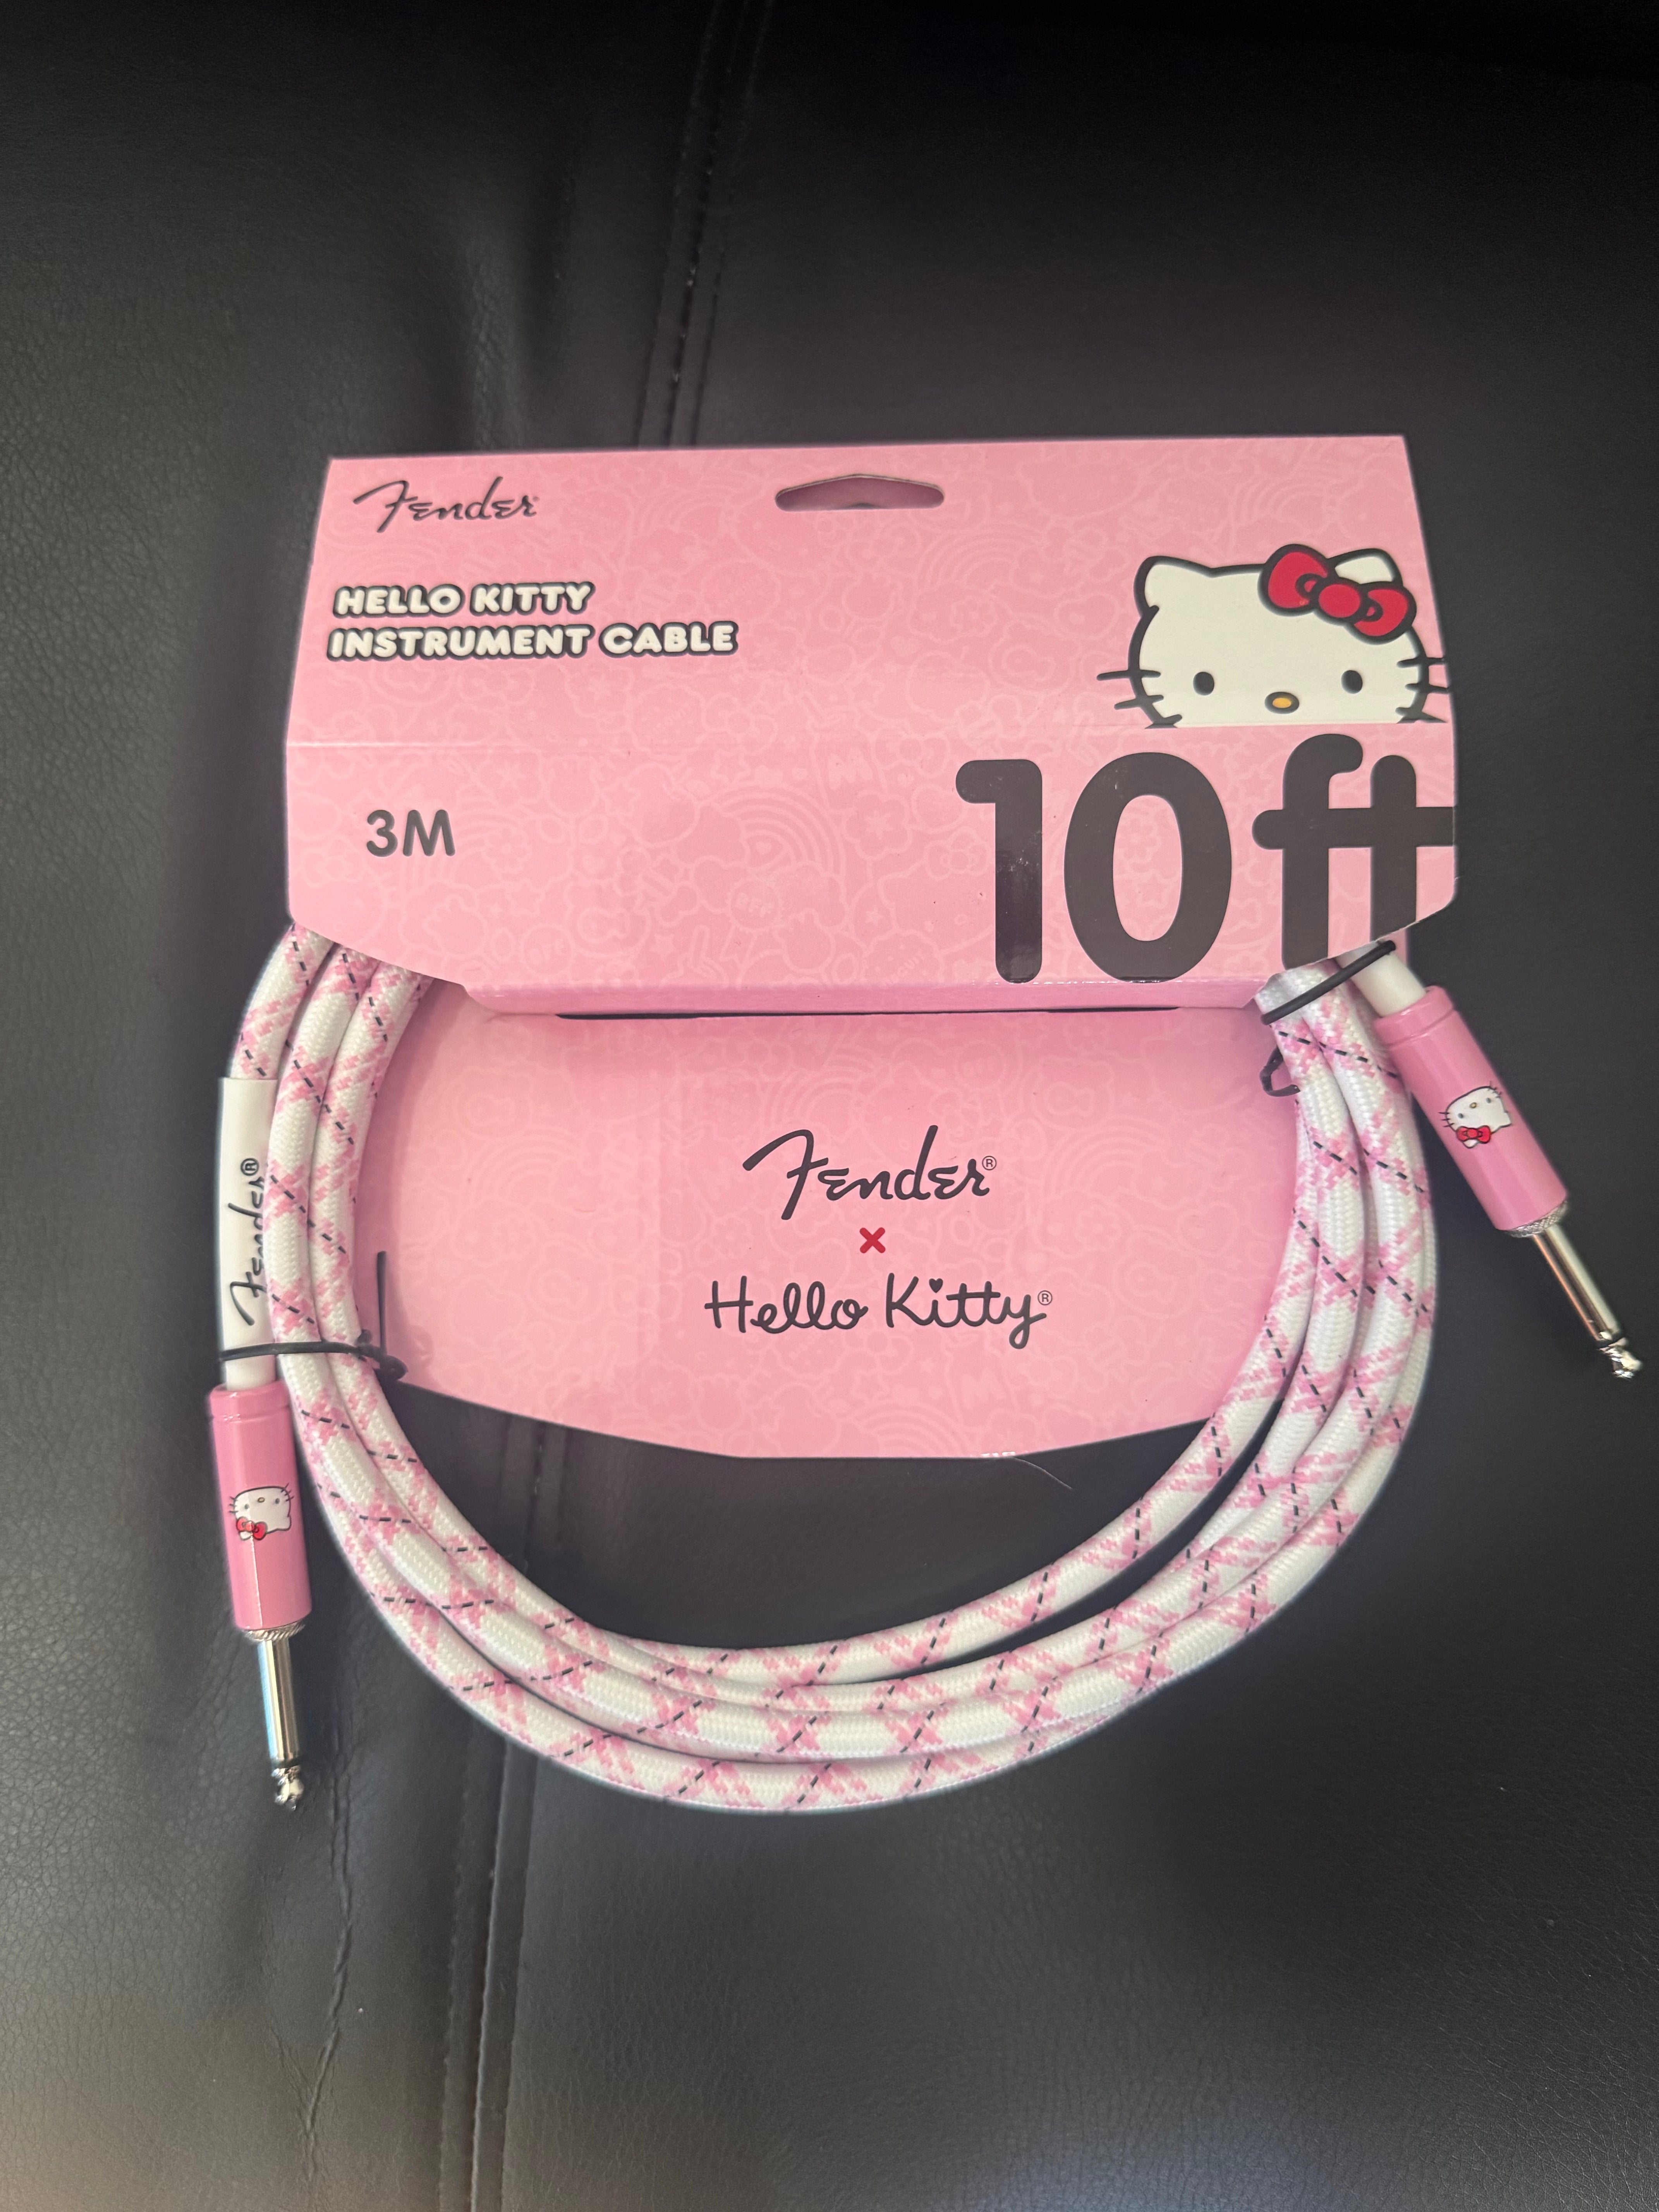 Fender
HELLO KITTY
INSTRUMENT CABLE
3M
10ft
Fender®
×
Hello Kitty®
Fender®